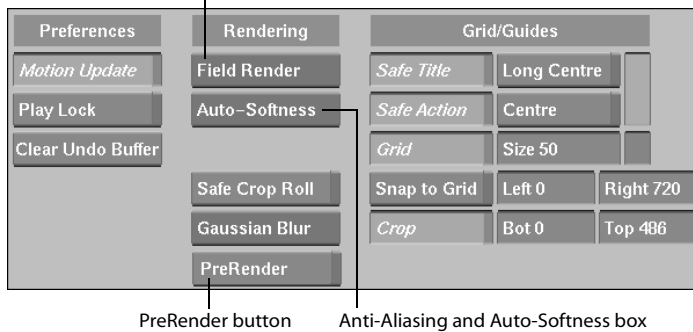 Preferences Rendering Grid/Guides
Motion Update Field Render Safe Title Long Centre
Play Lock Auto-Softness Safe Action Centre
Clear Undo Buffer Grid Size 50
Safe Crop Roll Snap to Grid Left 0 Right 720
Gaussian Blur Crop Bot 0 Top 486
PreRender
PreRender button Anti-Aliasing and Auto-Softness box